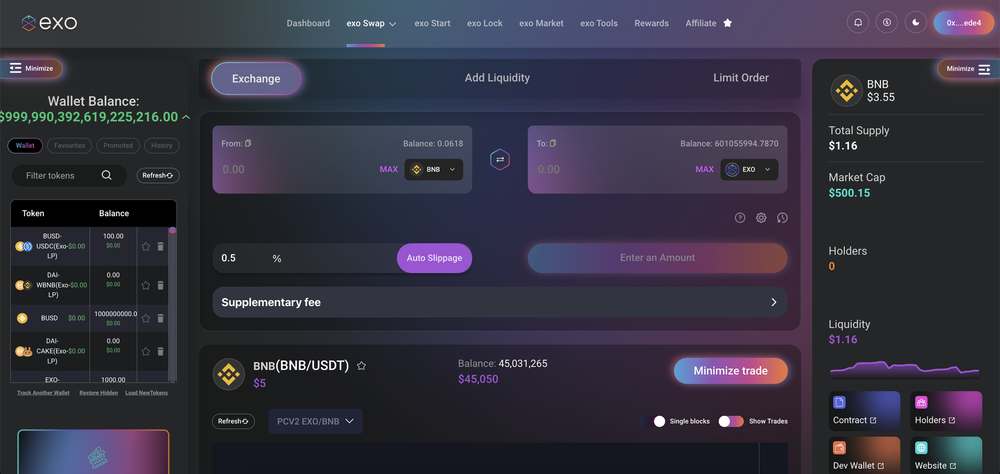 exo
Dashboard
exo Swap
exo Start
exo Lock
exo Market
exo Tools
Rewards
Affiliate
0x....ede4
Minimize
Wallet Balance:
$999,990,392,619,225,216.00
Wallet
Favourites
Promoted
History
Filter tokens
Refresh
Token
Balance
BUSD-
USDC(Exo-
LP)
$0.00
100.00
$0.00
DAI-
WBNB(Exo-
LP)
$0.00
0.00
$0.00
BUSD
$0.00
1000000000.0
$0.00
DAI-
CAKE(Exo-
LP)
$0.00
0.00
$0.00
EXO-
1000.00
Track Another Wallet
Restore Hidden
Load NewTokens
Exchange
Add Liquidity
Limit Order
From:
Balance: 0.0618
0.00
MAX
BNB
To:
Balance: 601055994.7870
0.00
MAX
EXO
0.5
%
Auto Slippage
Enter an Amount
Supplementary fee
BNB(BNB/USDT)
$5
Balance: 45,031,265
$45,050
Minimize trade
Refresh
PCV2 EXO/BNB
Single blocks
Show Trades
Minimize
BNB
$3.55
Total Supply
$1.16
Market Cap
$500.15
Holders
0
Liquidity
$1.16
Contract
Holders
Dev Wallet
Website